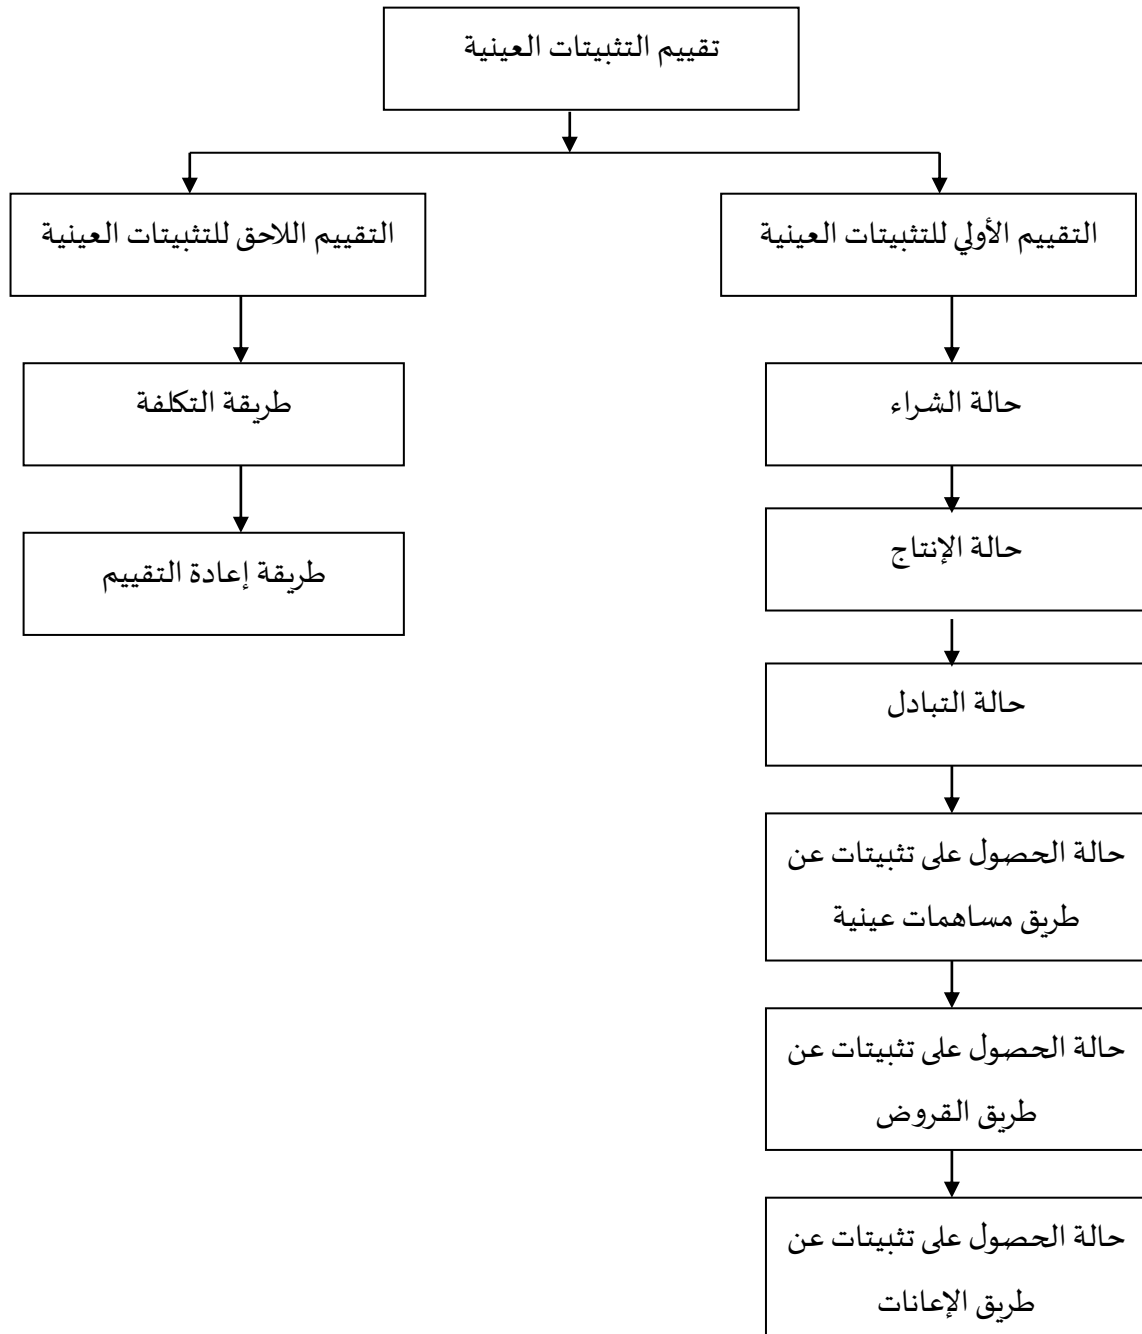 تقييم التثبيتات العينية
التقييم الأولي للتثبيتات العينية
التقييم اللاحق للتثبيتات العينية
حالة الشراء
طريقة التكلفة
حالة الإنتاج
طريقة إعادة التقييم
حالة التبادل
حالة الحصول على تثبيتات عن
طريق مساهمات عينية
حالة الحصول على تثبيتات عن
طريق القروض
حالة الحصول على تثبيتات عن
طريق الإعانات